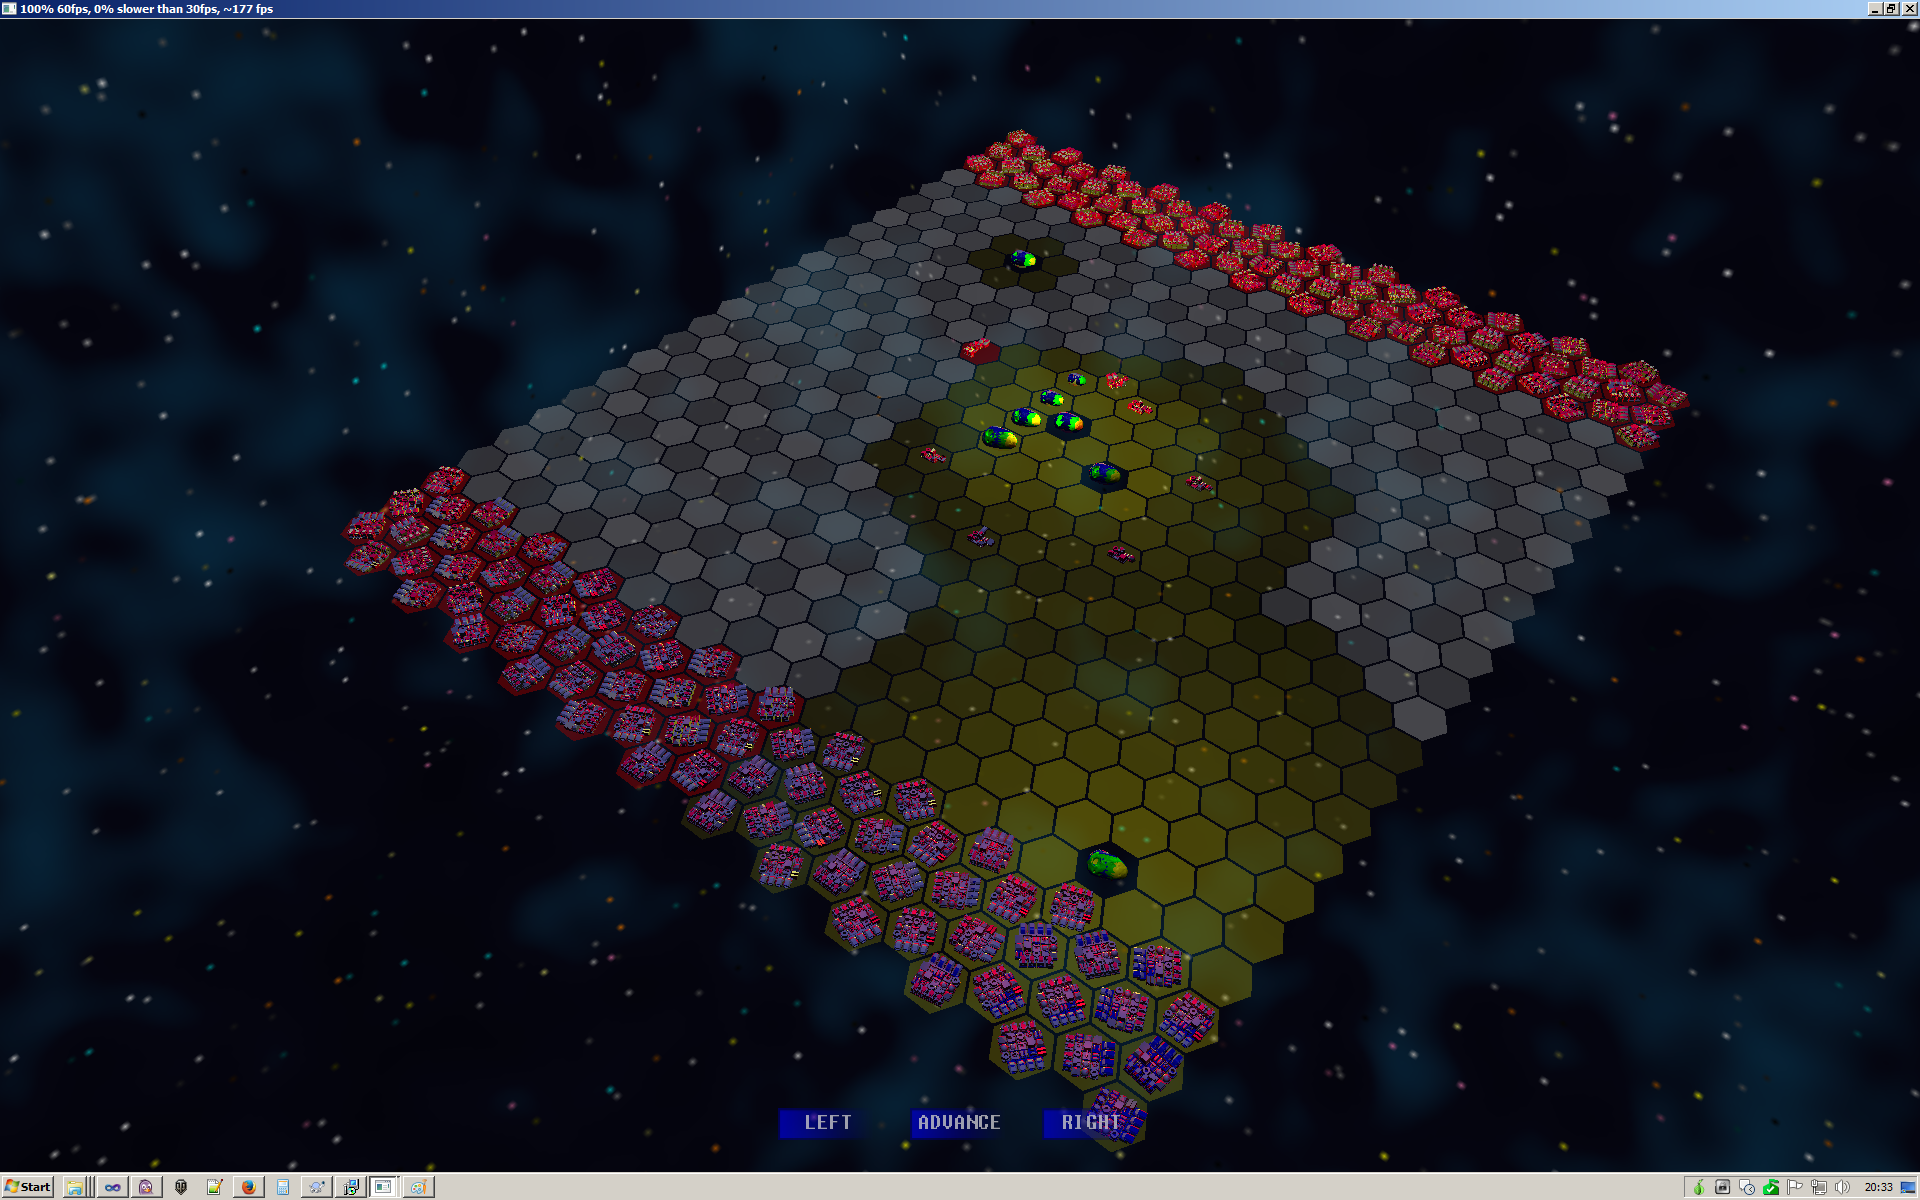 100% 60fps, 0% slower than 30fps, ~177 fps
LEFT ADVANCE RIGHT
Start 20:33